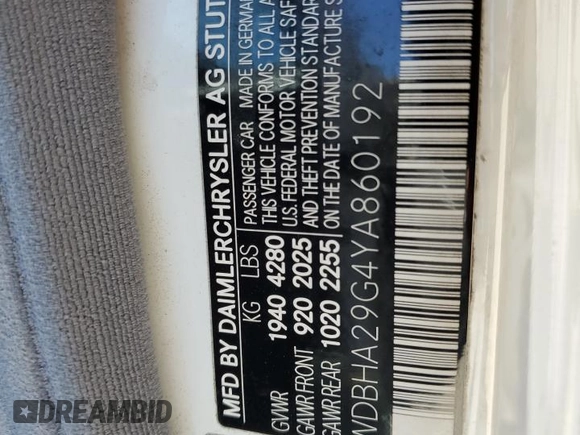 MFD BY DAIMLERCHRYSLER AG STUT
KG LBS PASSENGER CAR MADE IN GERMAN
GVWR 1940 4280 THIS VEHICLE CONFORMS TO ALL A
GAWR FRONT 920 2025 U.S. FEDERAL MOTOR VEHICLE SAF
GAWR REAR 1020 2255 AND THEFT PREVENTION STANDAR
ON THE DATE OF MANUFACTURE S
WDBHA29G4YA860192
DREAMBID